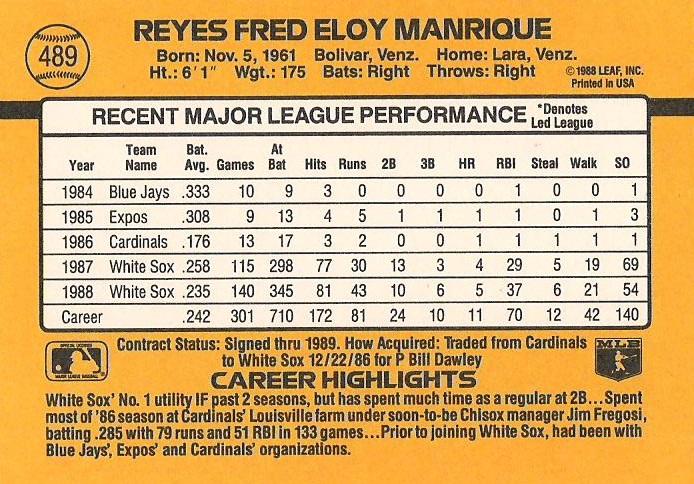 489
REYES FRED ELOY MANRIQUE
Born: Nov. 5, 1961 Bolivar, Venz. Home: Lara, Venz.
Ht.: 6' 1" Wgt.: 175 Bats: Right Throws: Right
©1988 LEAF, INC.
Printed in USA
RECENT MAJOR LEAGUE PERFORMANCE
*Denotes
Led League
Year Team Name Bat. Avg. Games At Bat Hits Runs 2B 3B HR RBI Steal Walk SO
1984 Blue Jays .333 10 9 3 0 0 0 0 1 0 0 1
1985 Expos .308 9 13 4 5 1 1 1 1 0 1 3
1986 Cardinals .176 13 17 3 2 0 0 1 1 1 1 1
1987 White Sox .258 115 298 77 30 13 3 4 29 5 19 69
1988 White Sox .235 140 345 81 43 10 6 5 37 6 21 54
Career .242 301 710 172 81 24 10 11 70 12 42 140
OFFICIAL LICENSEE
MAJOR LEAGUE BASEBALL
Contract Status: Signed thru 1989. How Acquired: Traded from Cardinals
to White Sox 12/22/86 for P Bill Dawley
MLB
CAREER HIGHLIGHTS
White Sox' No. 1 utility IF past 2 seasons, but has spent much time as a regular at 2B...Spent
most of '86 season at Cardinals' Louisville farm under soon-to-be Chisox manager Jim Fregosi,
batting .285 with 79 runs and 51 RBI in 133 games...Prior to joining White Sox, had been with
Blue Jays', Expos' and Cardinals' organizations.